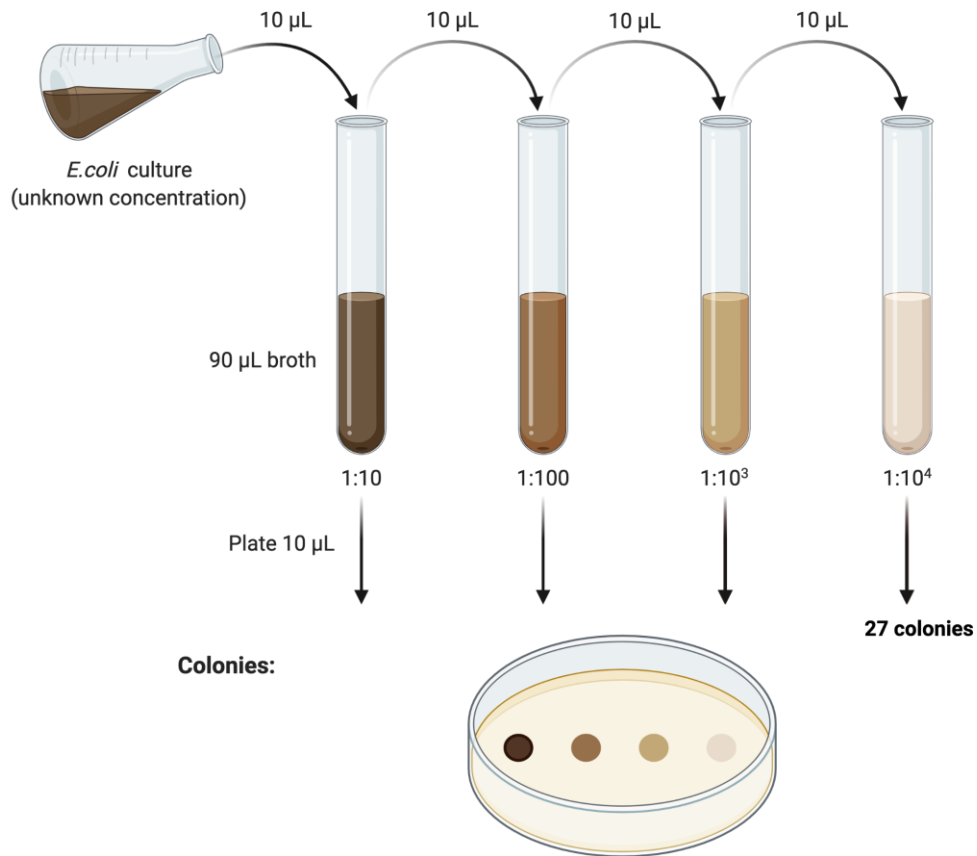 10 µL
10 µL
10 µL
10 µL
E.coli culture
(unknown concentration)
90 µL broth
1:10
1:100
1:10³
1:10⁴
Plate 10 µL
27 colonies
Colonies: